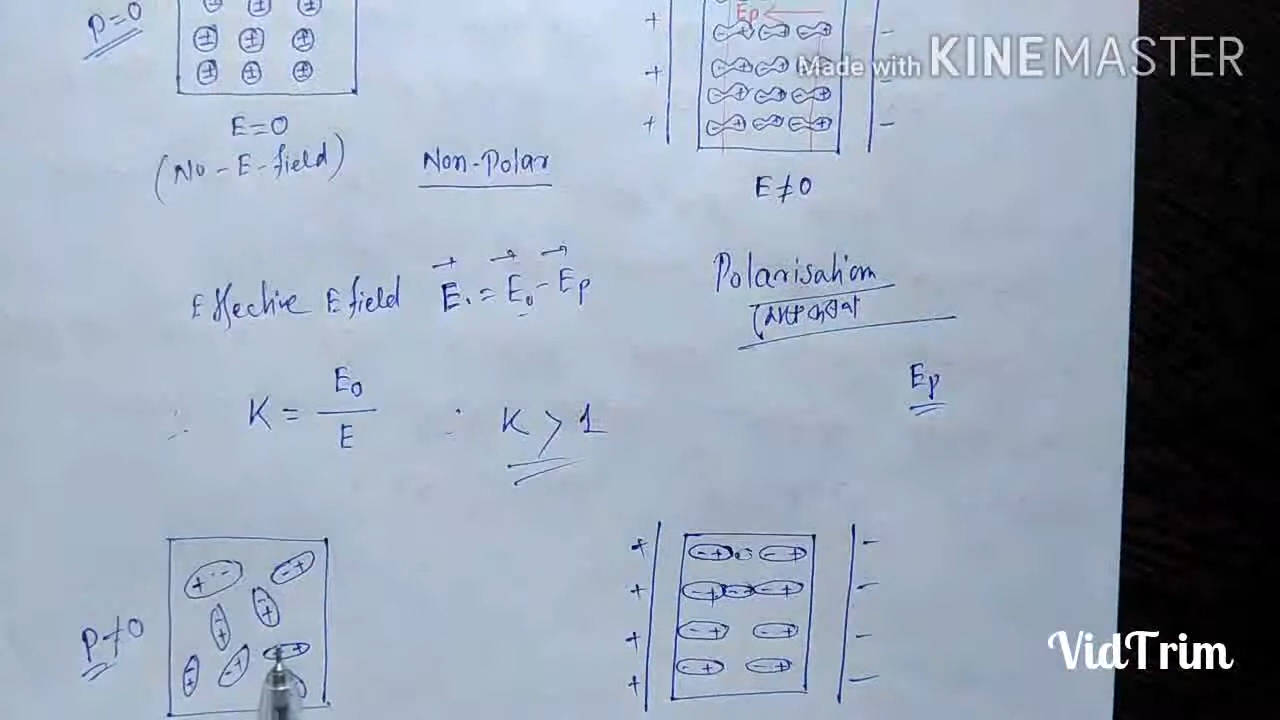 P=0
Ep
Made with KINEMASTER
E=0
(No-E-field)
Non-Polar
E≠0
Effective E field E = E₀ - Ep
Polarisation
Ep
∴ K = E₀/E ∴ K > 1
P≠0
VidTrim